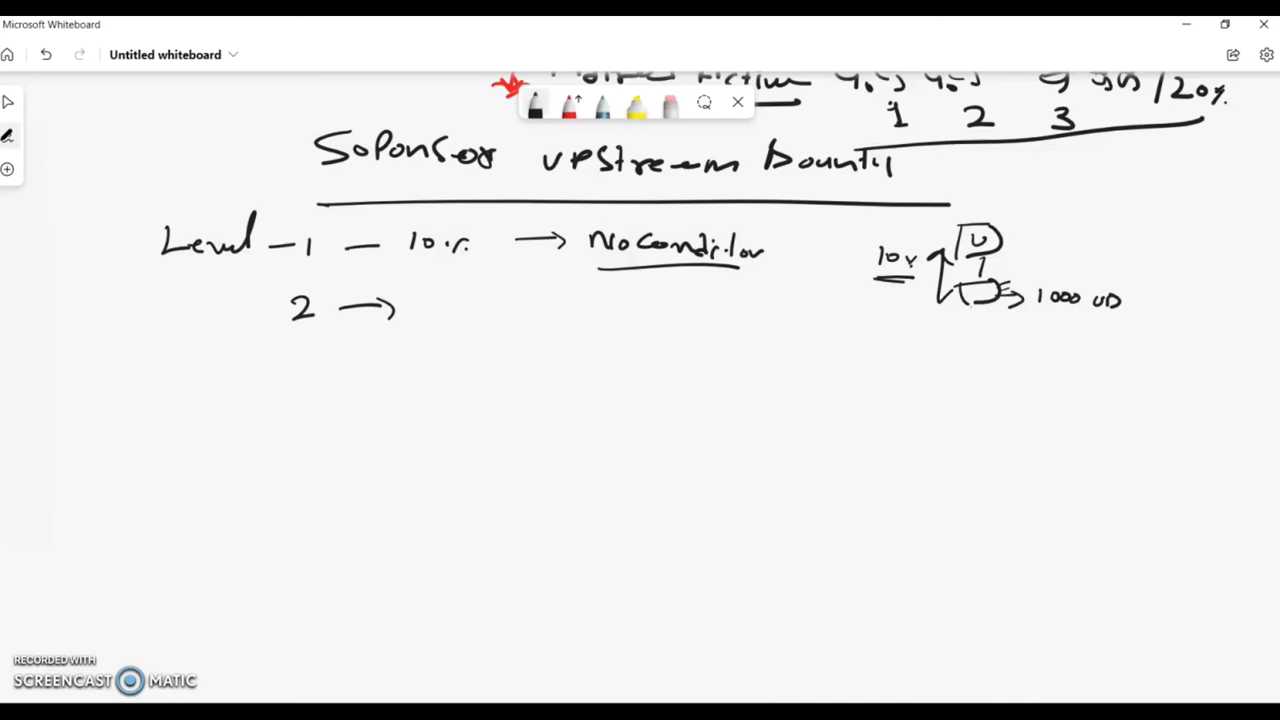 Microsoft Whiteboard
Untitled whiteboard
/20%
1 2 3
Soponsor upstream Bounty
Level - 1 - 10% → No Condition
10%
U
1000 UD
2 →
RECORDED WITH
SCREENCAST MATIC